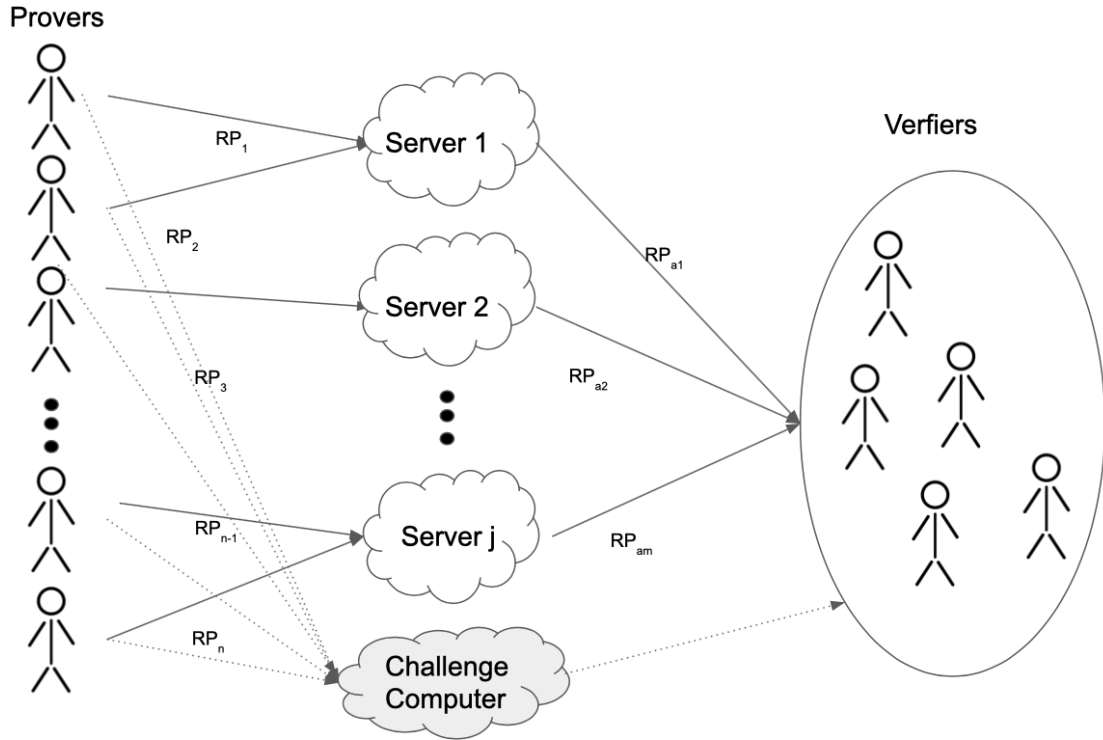 Provers
Verfiers
RP₁
Server 1
RP₂
RPₐ₁
Server 2
RP₃
RPₐ₂
RPₙ₋₁
Server j
RPₐₘ
RPₙ
Challenge
Computer